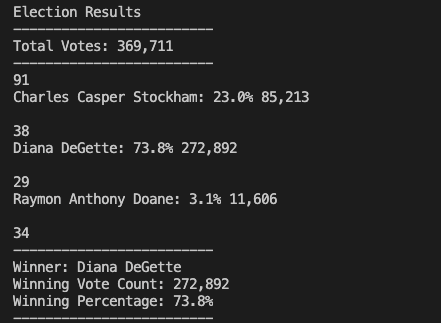 Election Results
-------------------------
Total Votes: 369,711
-------------------------
91
Charles Casper Stockham: 23.0% 85,213
38
Diana DeGette: 73.8% 272,892
29
Raymon Anthony Doane: 3.1% 11,606
34
-------------------------
Winner: Diana DeGette
Winning Vote Count: 272,892
Winning Percentage: 73.8%
-------------------------